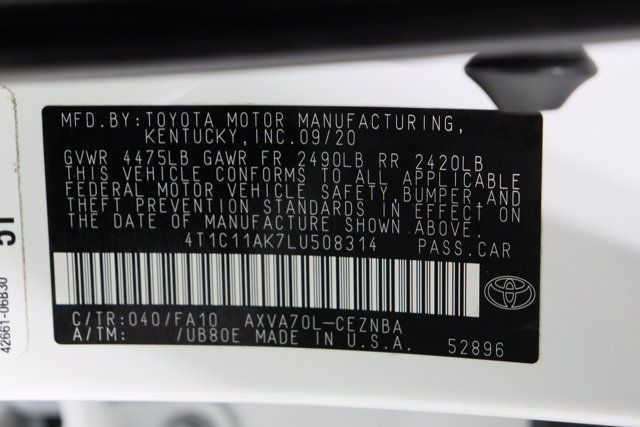 MFD.BY:TOYOTA MOTOR MANUFACTURING,
KENTUCKY,INC.09/20
GVWR 4475LB GAWR FR 2490LB RR 2420LB
THIS VEHICLE CONFORMS TO ALL APPLICABLE
FEDERAL MOTOR VEHICLE SAFETY,BUMPER,AND
THEFT PREVENTION STANDARDS IN EFFECT ON
THE DATE OF MANUFACTURE SHOWN ABOVE.
4T1C11AK7LU508314 PASS.CAR
C/TR:040/FA10 AXVA70L-CEZNBA
A/TM: /UB80E MADE IN U.S.A.
52896
42661-06B30